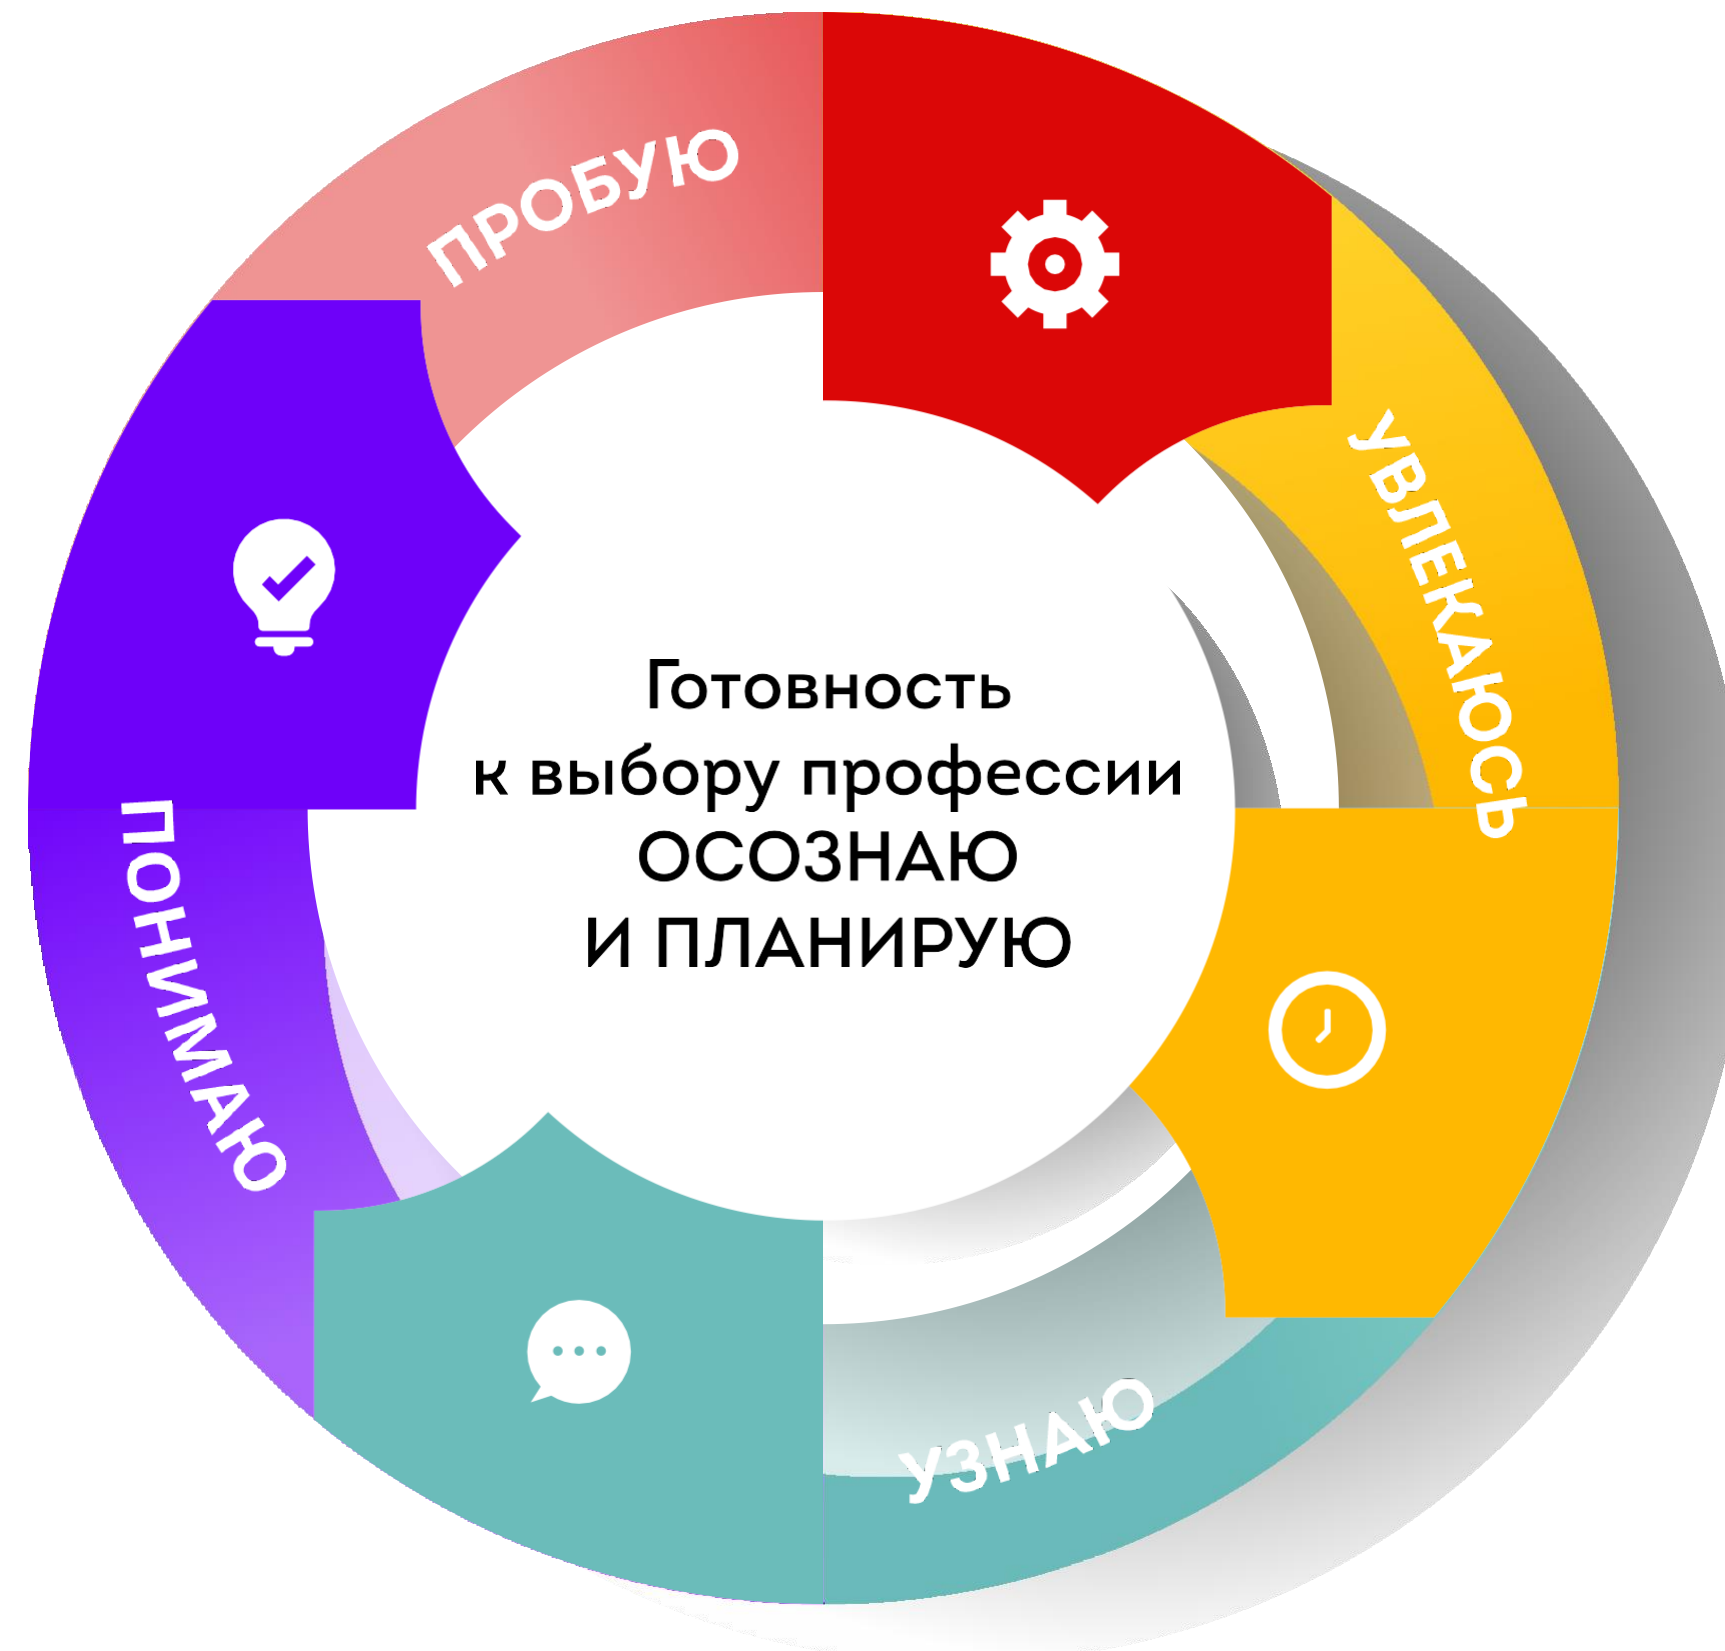 ПРОБУЮ
УВЛЕКАЮСЬ
Готовность
к выбору профессии
ОСОЗНАЮ
И ПЛАНИРУЮ
ПОНИМАЮ
УЗНАЮ